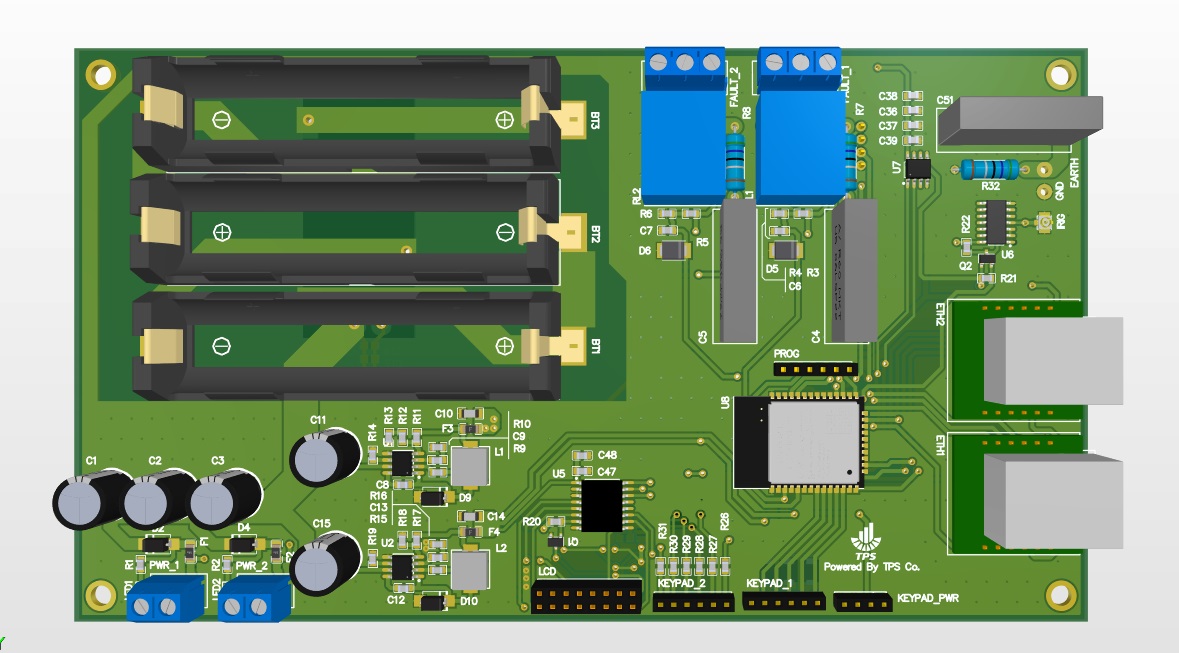 FAULT_2
FAULT_1
BT3
R8
R7
C38
C36
C37
C39
C51
U7
R32
EARTH
GND
IRIG
RL2
L1
R6
C7
D6
R5
D5
R4
R3
C6
R22
U6
Q2
R21
BT2
BT1
C5
C4
ETH2
PROG
U8
ETH1
C11
R14
R13
R12
R11
C10
F3
R10
C9
R9
L1
C8
R16
C13
R15
D9
C1
C2
C3
C15
R19
R18
R17
U2
C14
F4
L2
C12
D10
D4
F1
R1
PWR_1
R2
PWR_2
U5
C48
C47
R20
LCD
R31
R30
R29
R28
R27
R26
KEYPAD_2
KEYPAD_1
KEYPAD_PWR
TPS
Powered By TPS Co.